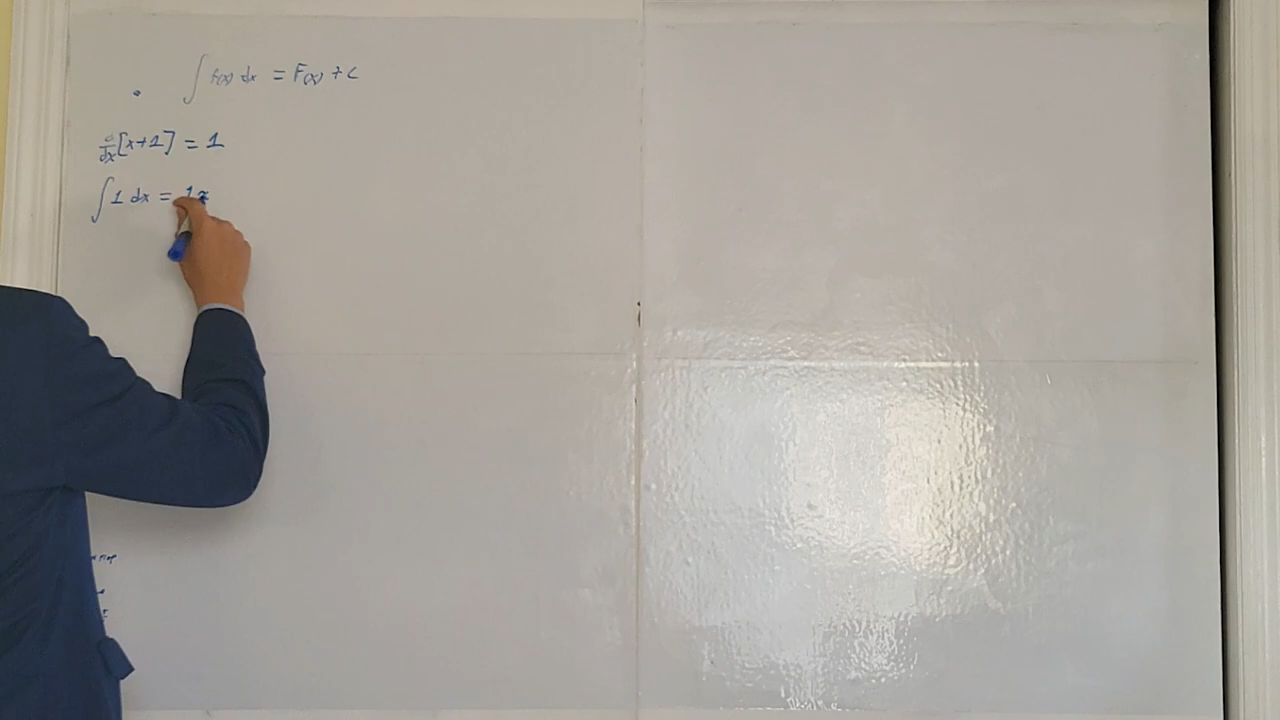 ∫ f(x) dx = F(x) + c
d/dx [x+1] = 1
∫ 1 dx = 1x